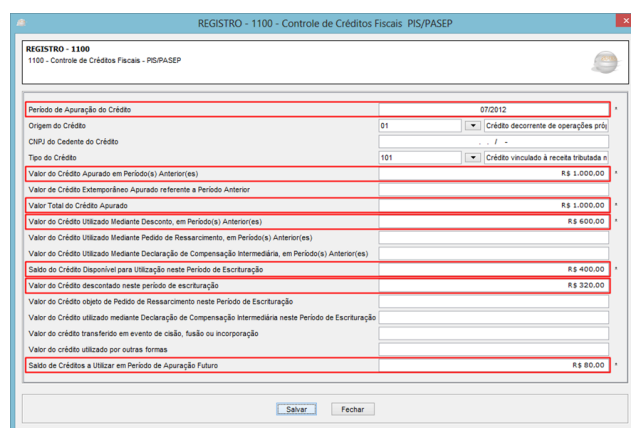 REGISTRO - 1100 - Controle de Créditos Fiscais PIS/PASEP
REGISTRO - 1100
1100 - Controle de Créditos Fiscais - PIS/PASEP
Período de Apuração do Crédito 07/2012 *
Origem do Crédito 01 Crédito decorrente de operações próp
CNPJ do Cedente do Crédito . . / -
Tipo do Crédito 101 Crédito vinculado à receita tributada n
Valor do Crédito Apurado em Período(s) Anterior(es) R$ 1.000.00 *
Valor de Crédito Extemporâneo Apurado referente a Período Anterior
Valor Total do Crédito Apurado R$ 1.000.00 *
Valor do Crédito Utilizado Mediante Desconto, em Período(s) Anterior(es) R$ 600.00 *
Valor do Crédito Utilizado Mediante Pedido de Ressarcimento, em Período(s) Anterior(es)
Valor do Crédito Utilizado Mediante Declaração de Compensação Intermediária, em Período(s) Anterior(es)
Saldo do Crédito Disponível para Utilização neste Período de Escrituração R$ 400.00 *
Valor do Crédito descontado neste período de escrituração R$ 320.00
Valor do Crédito objeto de Pedido de Ressarcimento neste Período de Escrituração
Valor do Crédito utilizado mediante Declaração de Compensação Intermediária neste Período de Escrituração
Valor do crédito transferido em evento de cisão, fusão ou incorporação
Valor do crédito utilizado por outras formas
Saldo de Créditos a Utilizar em Período de Apuração Futuro R$ 80.00 *
Salvar Fechar